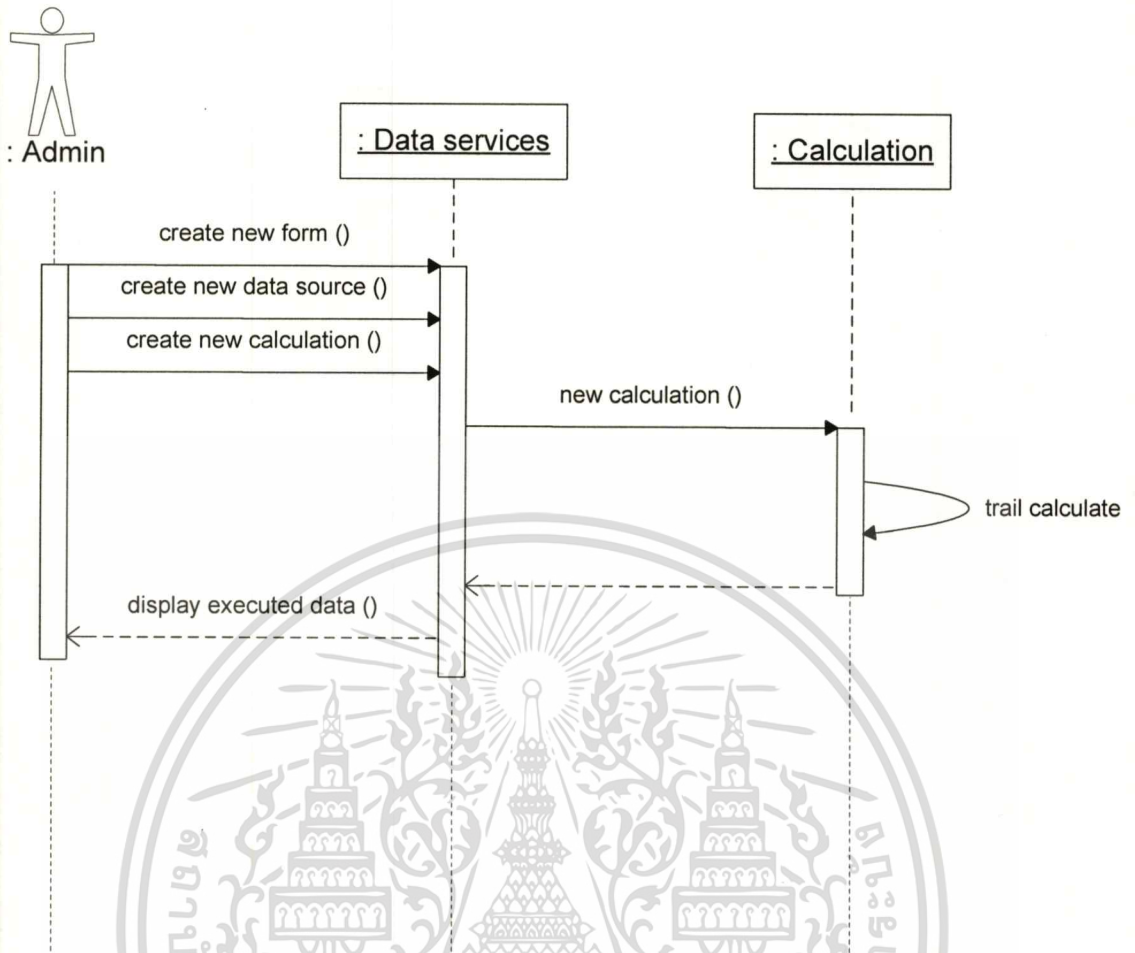 : Admin
: Data services
: Calculation
create new form ()
create new data source ()
create new calculation ()
new calculation ()
trail calculate
display executed data ()